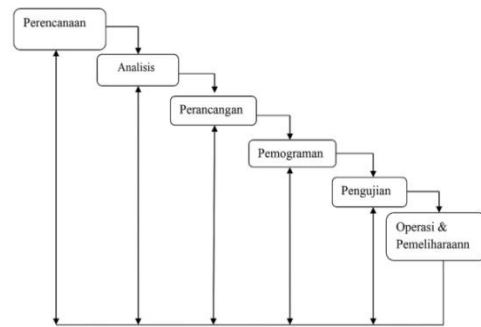 Perencanaan
Analisis
Perancangan
Pemograman
Pengujian
Operasi &
Pemeliharaann